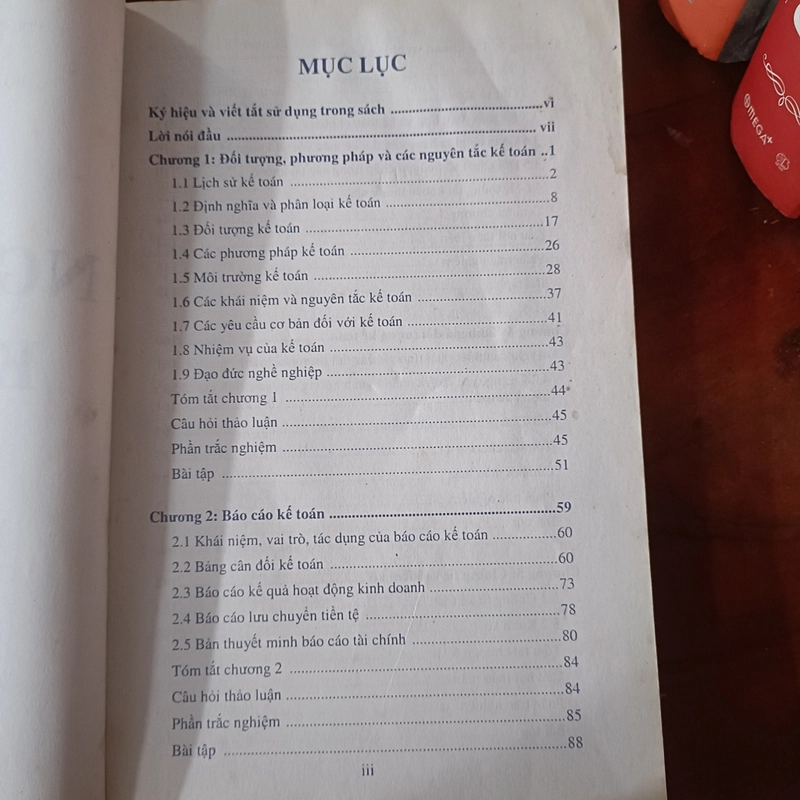 MỤC LỤC
Ký hiệu và viết tắt sử dụng trong sách ..........................................vi
Lời nói đầu .................................................................................... vii
Chương 1: Đối tượng, phương pháp và các nguyên tắc kế toán ..1
1.1 Lịch sử kế toán ....................................................................2
1.2 Định nghĩa và phân loại kế toán ..........................................8
1.3 Đối tượng kế toán ..............................................................17
1.4 Các phương pháp kế toán ..................................................26
1.5 Môi trường kế toán ............................................................28
1.6 Các khái niệm và nguyên tắc kế toán .................................37
1.7 Các yêu cầu cơ bản đối với kế toán ...................................41
1.8 Nhiệm vụ của kế toán ........................................................43
1.9 Đạo đức nghề nghiệp .........................................................43
Tóm tắt chương 1 ....................................................................44
Câu hỏi thảo luận ....................................................................45
Phần trắc nghiệm ....................................................................45
Bài tập ....................................................................................51
Chương 2: Báo cáo kế toán .........................................................59
2.1 Khái niệm, vai trò, tác dụng của báo cáo kế toán ................60
2.2 Bảng cân đối kế toán .........................................................60
2.3 Báo cáo kế quả hoạt động kinh doanh ................................73
2.4 Báo cáo lưu chuyển tiền tệ .................................................78
2.5 Bản thuyết minh báo cáo tài chính .....................................80
Tóm tắt chương 2 ....................................................................84
Câu hỏi thảo luận ....................................................................84
Phần trắc nghiệm ....................................................................85
Bài tập ....................................................................................88
iii
OMEGA+